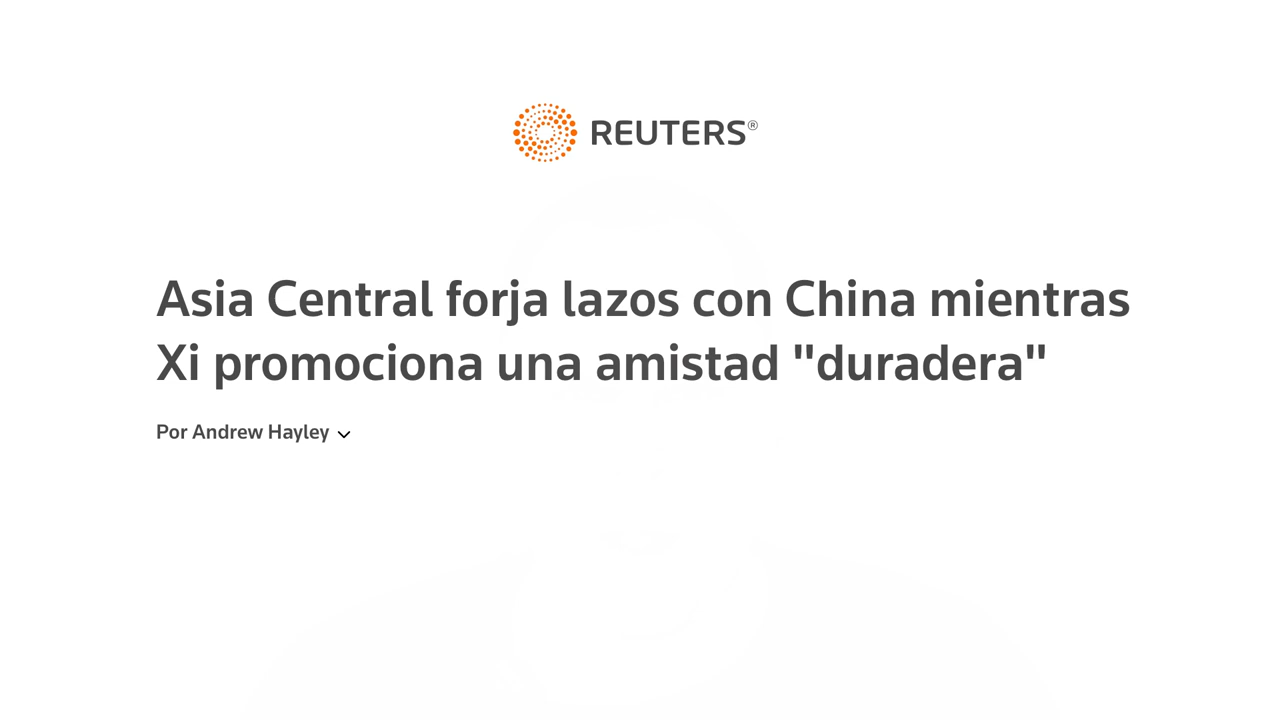 REUTERS®
Asia Central forja lazos con China mientras
Xi promociona una amistad "duradera"
Por Andrew Hayley